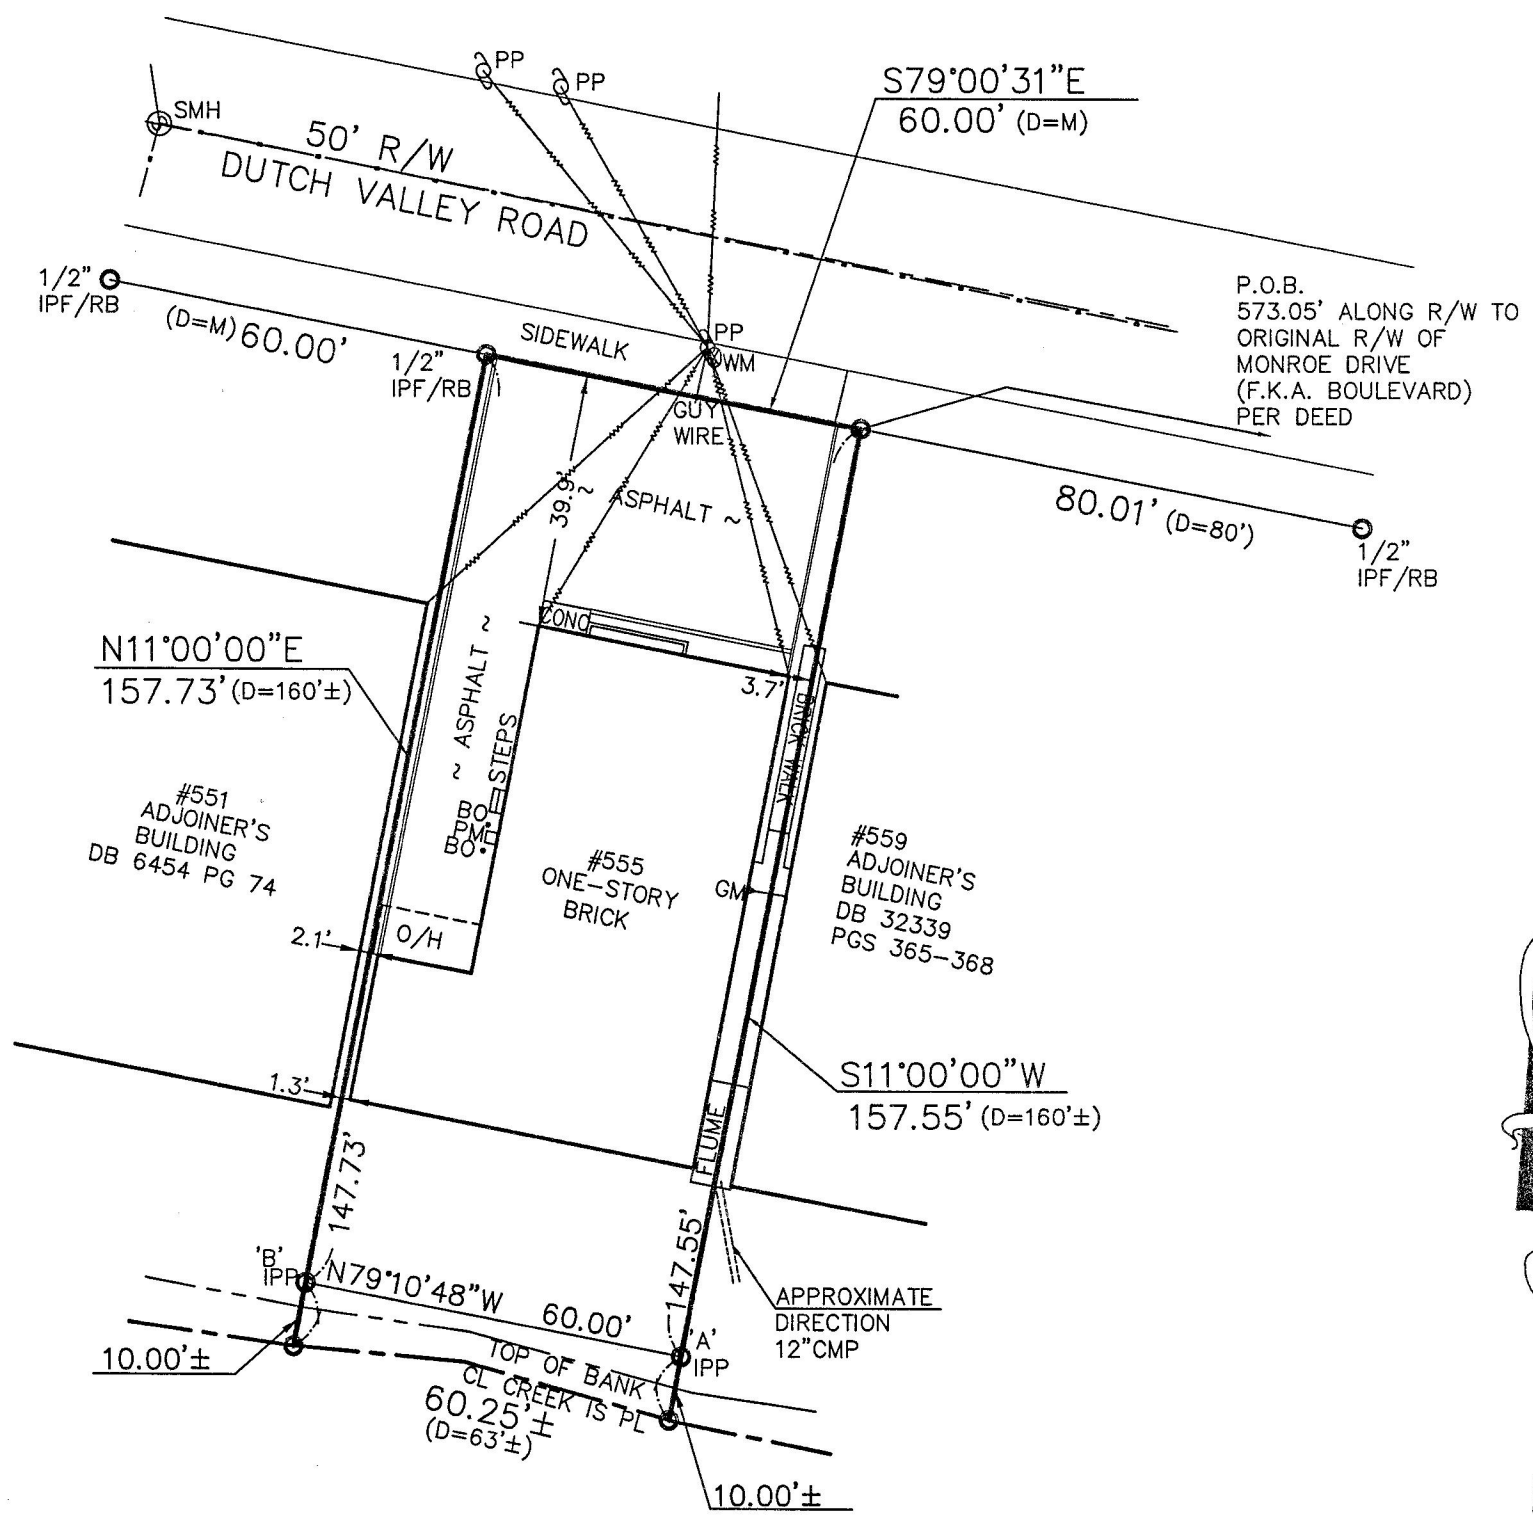 PP
PP
S79°00'31"E
60.00' (D=M)
SMH
50' R/W
DUTCH VALLEY ROAD
1/2"
IPF/RB
(D=M) 60.00'
SIDEWALK
1/2"
IPF/RB
PP
WM
GUY
WIRE
P.O.B.
573.05' ALONG R/W TO
ORIGINAL R/W OF
MONROE DRIVE
(F.K.A. BOULEVARD)
PER DEED
80.01' (D=80')
1/2"
IPF/RB
39.9'
~ ASPHALT ~
CONC
N11°00'00"E
157.73' (D=160'±)
~ ASPHALT ~
STEPS
3.7'
BRICK WALK
BO
PM
BO
#551
ADJOINER'S
BUILDING
DB 6454 PG 74
#555
ONE-STORY
BRICK
GM
#559
ADJOINER'S
BUILDING
DB 32339
PGS 365-368
2.1'
O/H
1.3'
S11°00'00"W
157.55' (D=160'±)
FLUME
147.73'
147.55'
'B'
IPP
N79°10'48"W 60.00'
'A'
IPP
APPROXIMATE
DIRECTION
12"CMP
10.00'±
TOP OF BANK
CL CREEK IS PL
60.25'±
(D=63'±)
10.00'±